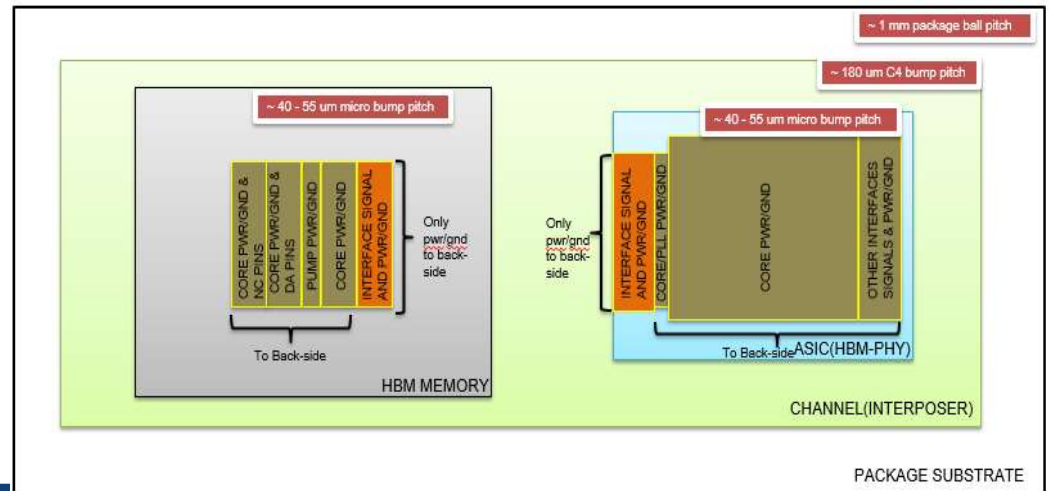 ~ 1 mm package ball pitch
~ 180 um C4 bump pitch
~ 40 - 55 um micro bump pitch
~ 40 - 55 um micro bump pitch
CORE PWR/GND &
NC PINS
CORE PWR/GND &
DA PINS
PUMP PWR/GND
CORE PWR/GND
INTERFACE SIGNAL
AND PWR/GND
Only
pwr/gnd
to back-
side
To Back-side
HBM MEMORY
Only
pwr/gnd
to back-
side
INTERFACE SIGNAL
AND PWR/GND
CORE/PLL PWR/GND
CORE PWR/GND
OTHER INTERFACES
SIGNALS & PWR/GND
To Back-side
ASIC(HBM-PHY)
CHANNEL(INTERPOSER)
PACKAGE SUBSTRATE